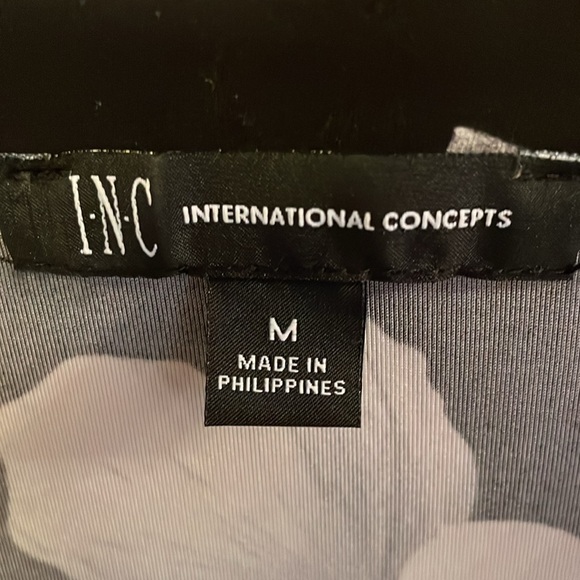 I·N·C INTERNATIONAL CONCEPTS
M
MADE IN
PHILIPPINES